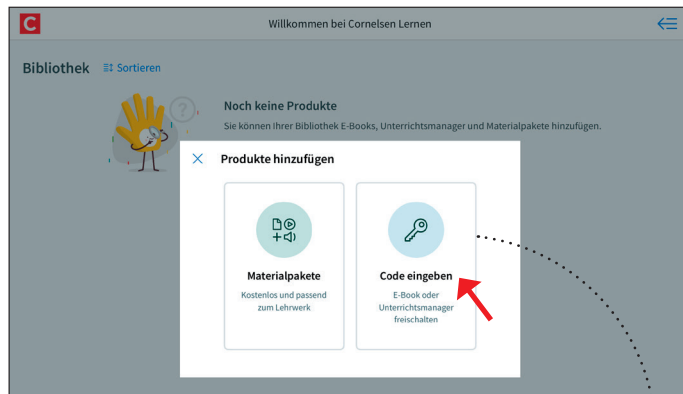 C
Willkommen bei Cornelsen Lernen
Bibliothek Sortieren
?
Noch keine Produkte
Sie können Ihrer Bibliothek E-Books, Unterrichtsmanager und Materialpakete hinzufügen.
Produkte hinzufügen
Materialpakete
Kostenlos und passend
zum Lehrwerk
Code eingeben
E-Book oder
Unterrichtsmanager
freischalten